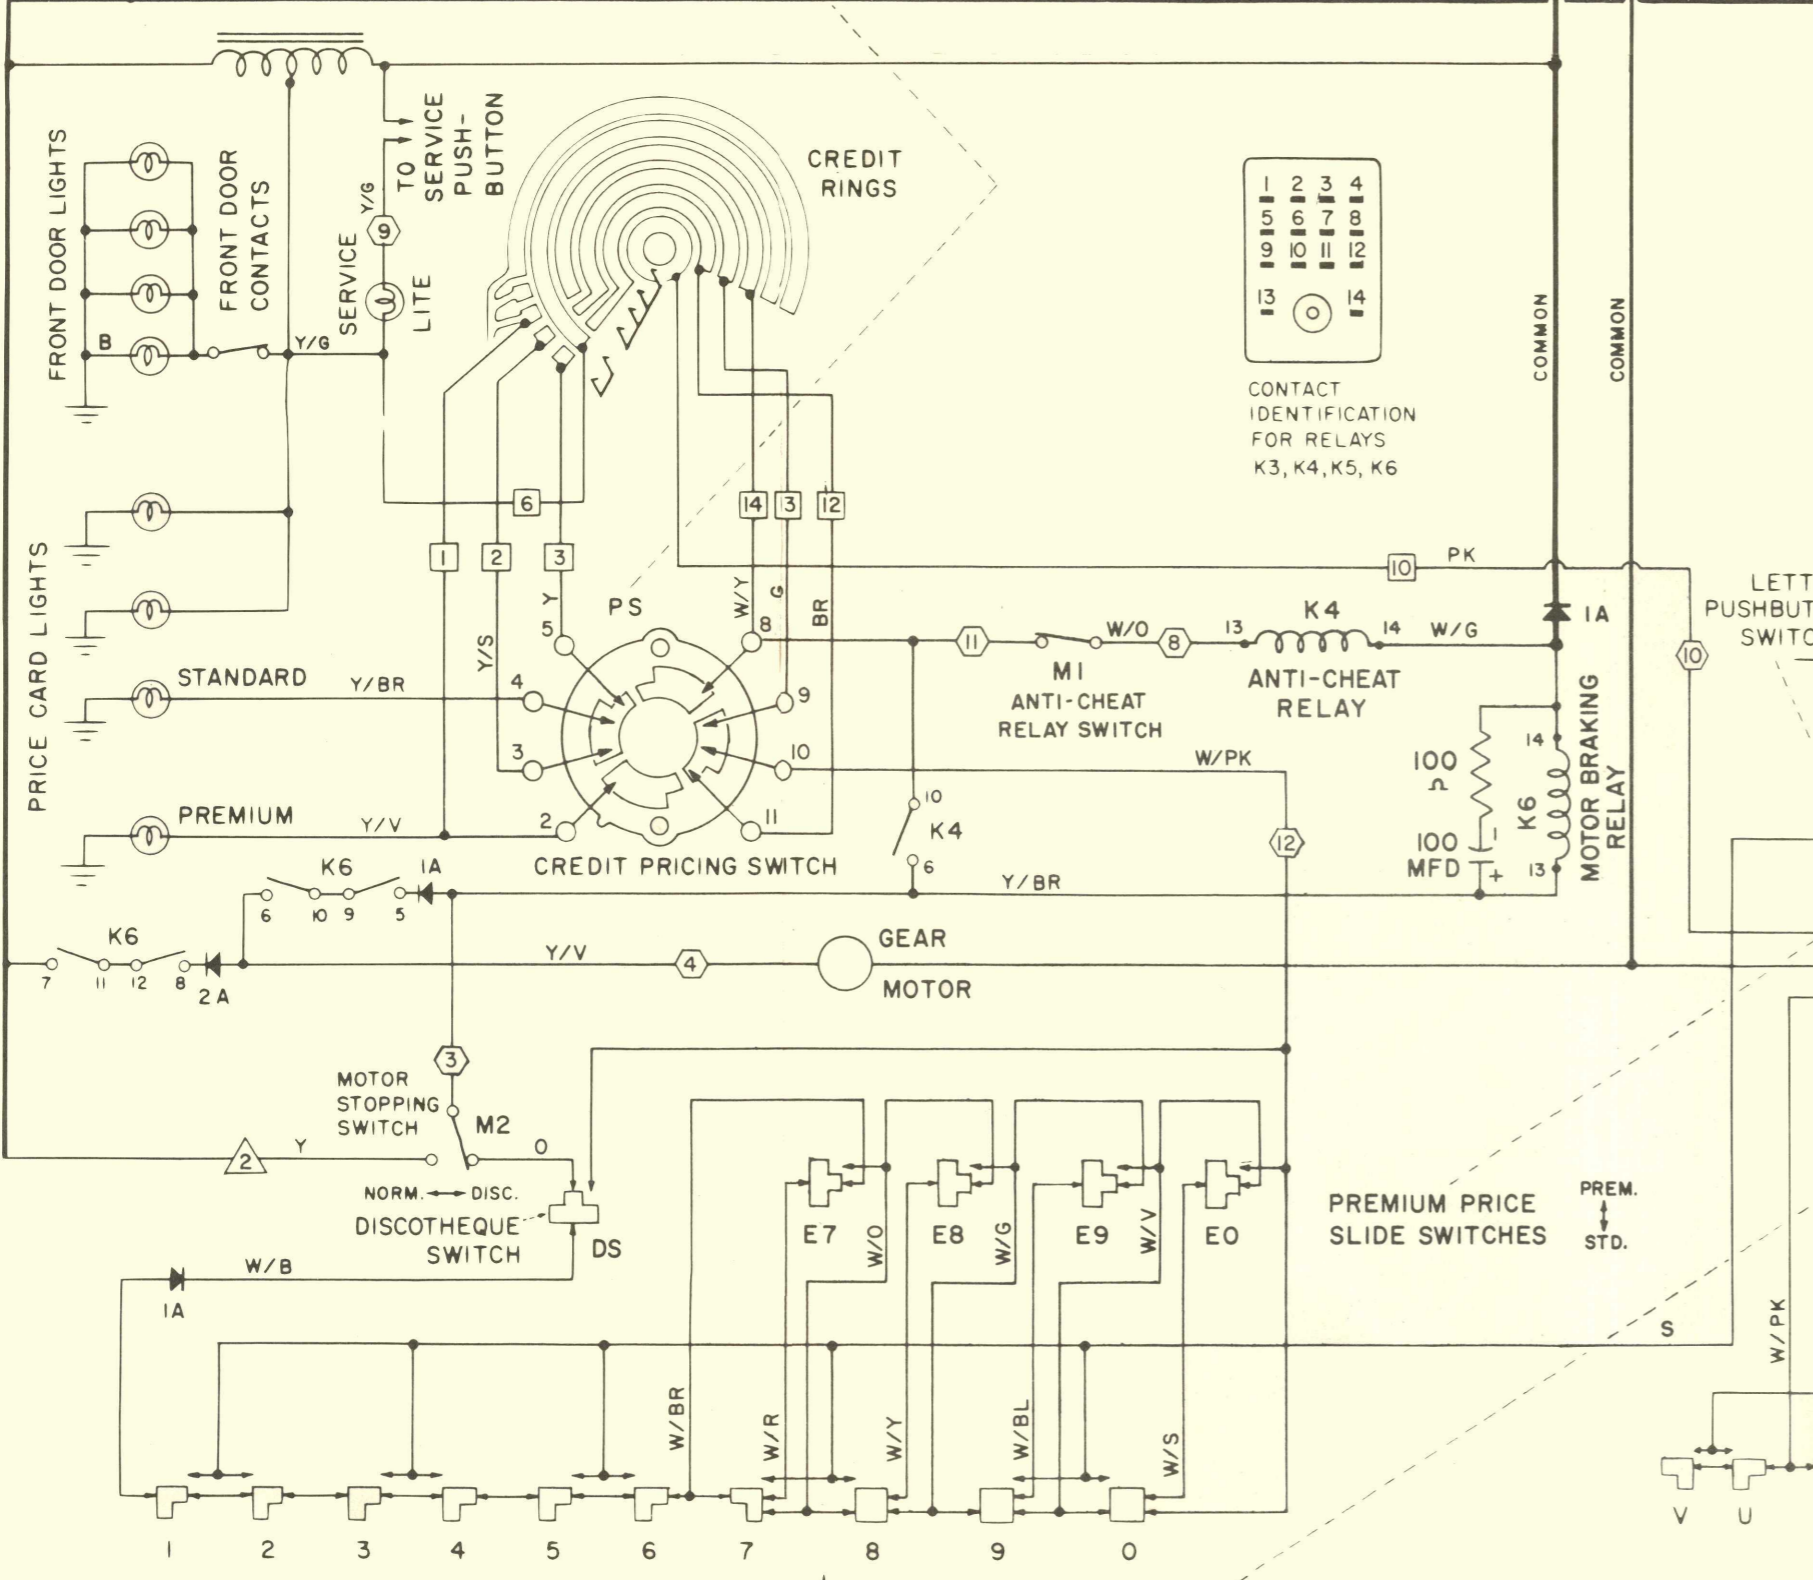 FRONT DOOR LIGHTS
B
FRONT DOOR
CONTACTS
Y/G
Y/G
9
SERVICE
LITE
TO
SERVICE
PUSH-
BUTTON
CREDIT
RINGS
1 2 3 4
5 6 7 8
9 10 11 12
13 14
CONTACT
IDENTIFICATION
FOR RELAYS
K3, K4, K5, K6
COMMON
COMMON
6
14
13
12
1
2
3
10
PK
10
LETT
PUSHBUT
SWITC
PRICE CARD LIGHTS
STANDARD
Y/BR
PREMIUM
Y/V
Y/S
Y
PS
W/Y
G
BR
5
4
3
2
8
9
10
11
CREDIT PRICING SWITCH
11
M1
ANTI-CHEAT
RELAY SWITCH
W/O
8
13
K4
14
ANTI-CHEAT
RELAY
W/G
1A
W/PK
12
10
K4
6
100
Ω
100
MFD
-
+
14
K6
13
MOTOR BRAKING
RELAY
K6
6
10
9
5
1A
Y/BR
K6
7
11
12
8
2A
Y/V
4
GEAR
MOTOR
3
MOTOR
STOPPING
SWITCH
M2
2
Y
O
NORM. DISC.
DISCOTHEQUE
SWITCH
DS
W/B
1A
E7
W/O
E8
W/G
E9
W/V
E0
PREMIUM PRICE
SLIDE SWITCHES
PREM.
STD.
S
W/PK
W/BR
W/R
W/Y
W/BL
W/S
1 2 3 4 5 6 7 8 9 0
V U